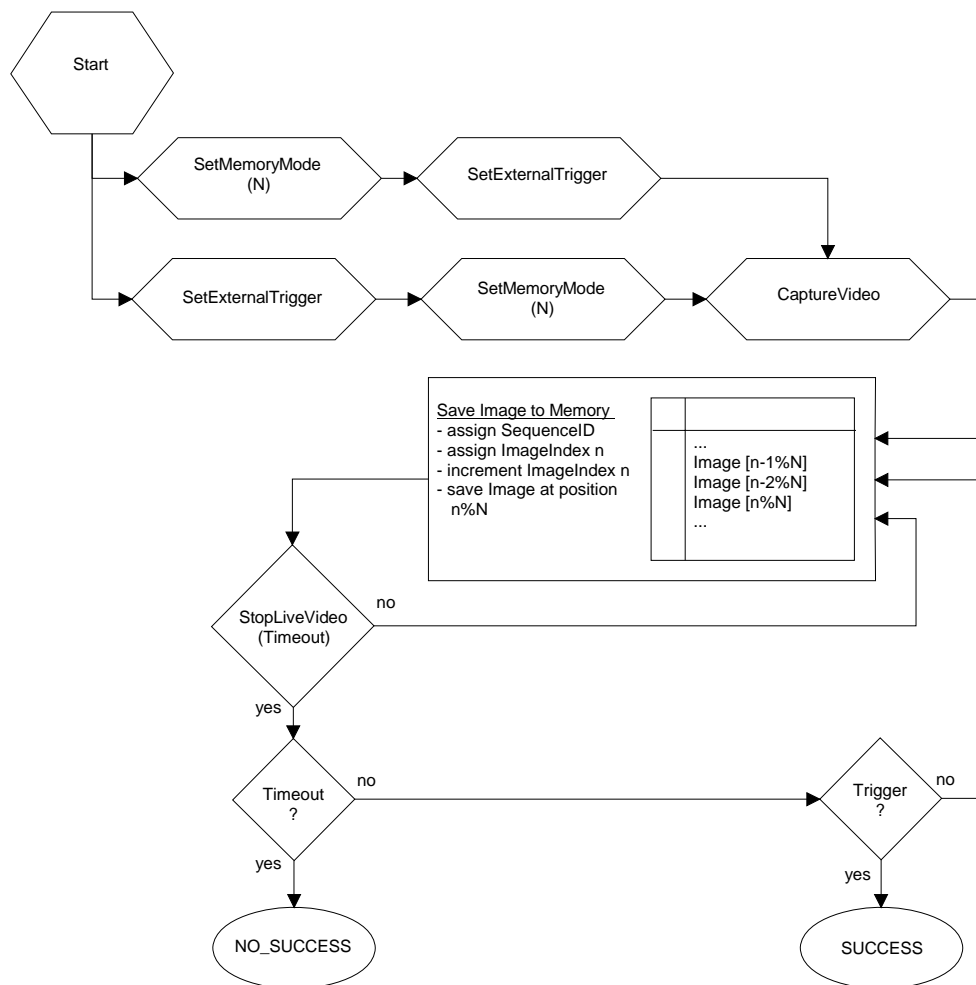 Start
SetMemoryMode
(N)
SetExternalTrigger
SetExternalTrigger
SetMemoryMode
(N)
CaptureVideo
Save Image to Memory
- assign SequenceID
- assign ImageIndex n
- increment ImageIndex n
- save Image at position
n%N
...
Image [n-1%N]
Image [n-2%N]
Image [n%N]
...
StopLiveVideo
(Timeout)
no
yes
Timeout
?
no
Trigger
?
no
yes
yes
NO_SUCCESS
SUCCESS